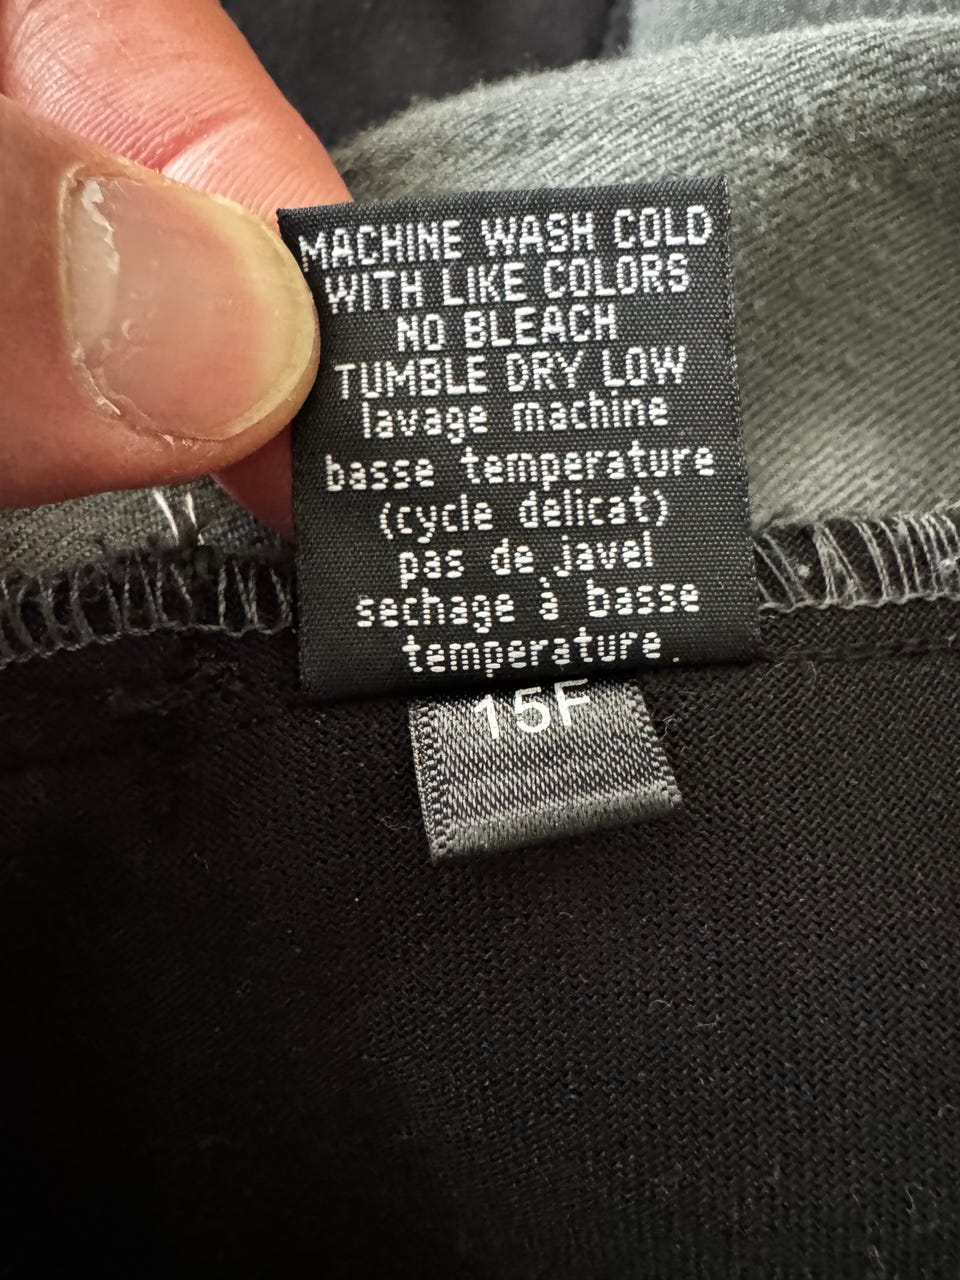 MACHINE WASH COLD
WITH LIKE COLORS
NO BLEACH
TUMBLE DRY LOW
lavage machine
basse temperature
(cycle delicat)
pas de javel
sechage à basse
temperature.
15F